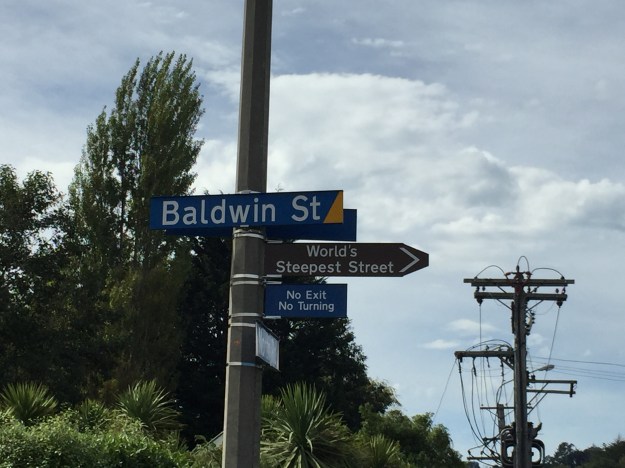 Baldwin St
World's
Steepest Street
No Exit
No Turning